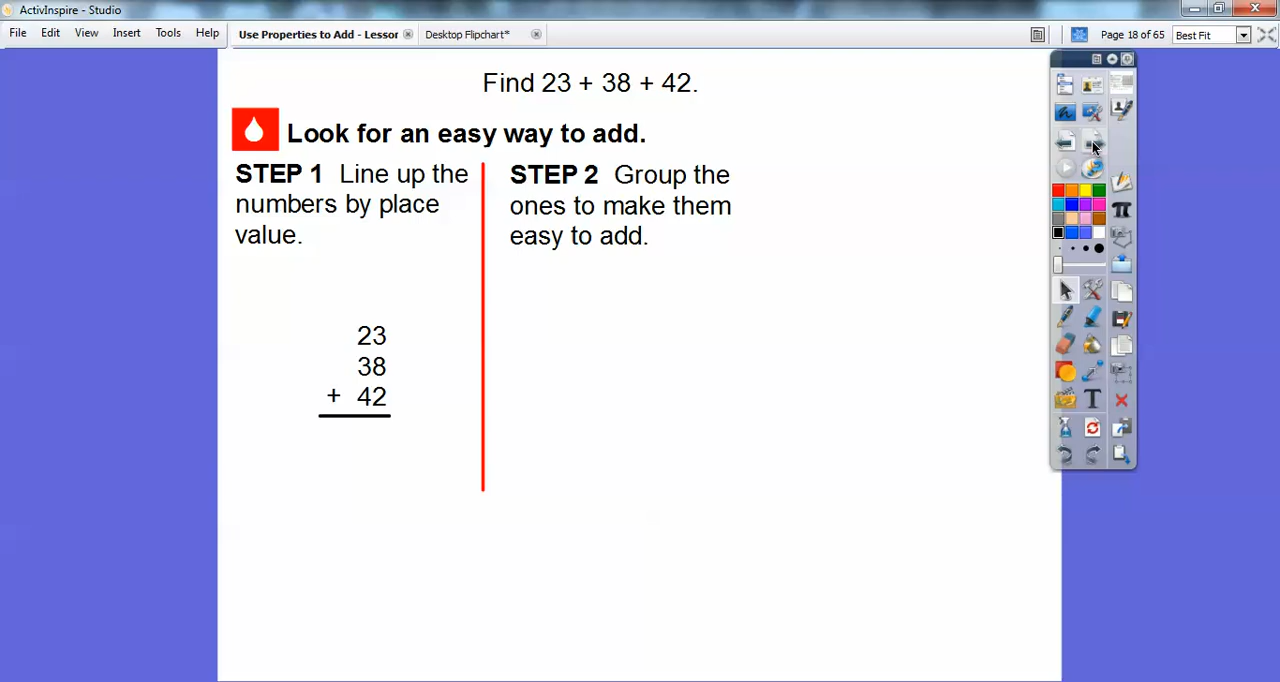 ActivInspire - Studio
File Edit View Insert Tools Help
Use Properties to Add - Lesson
Desktop Flipchart*
Page 18 of 65
Best Fit
Find 23 + 38 + 42.
Look for an easy way to add.
STEP 1 Line up the
numbers by place
value.
STEP 2 Group the
ones to make them
easy to add.
23
38
+ 42